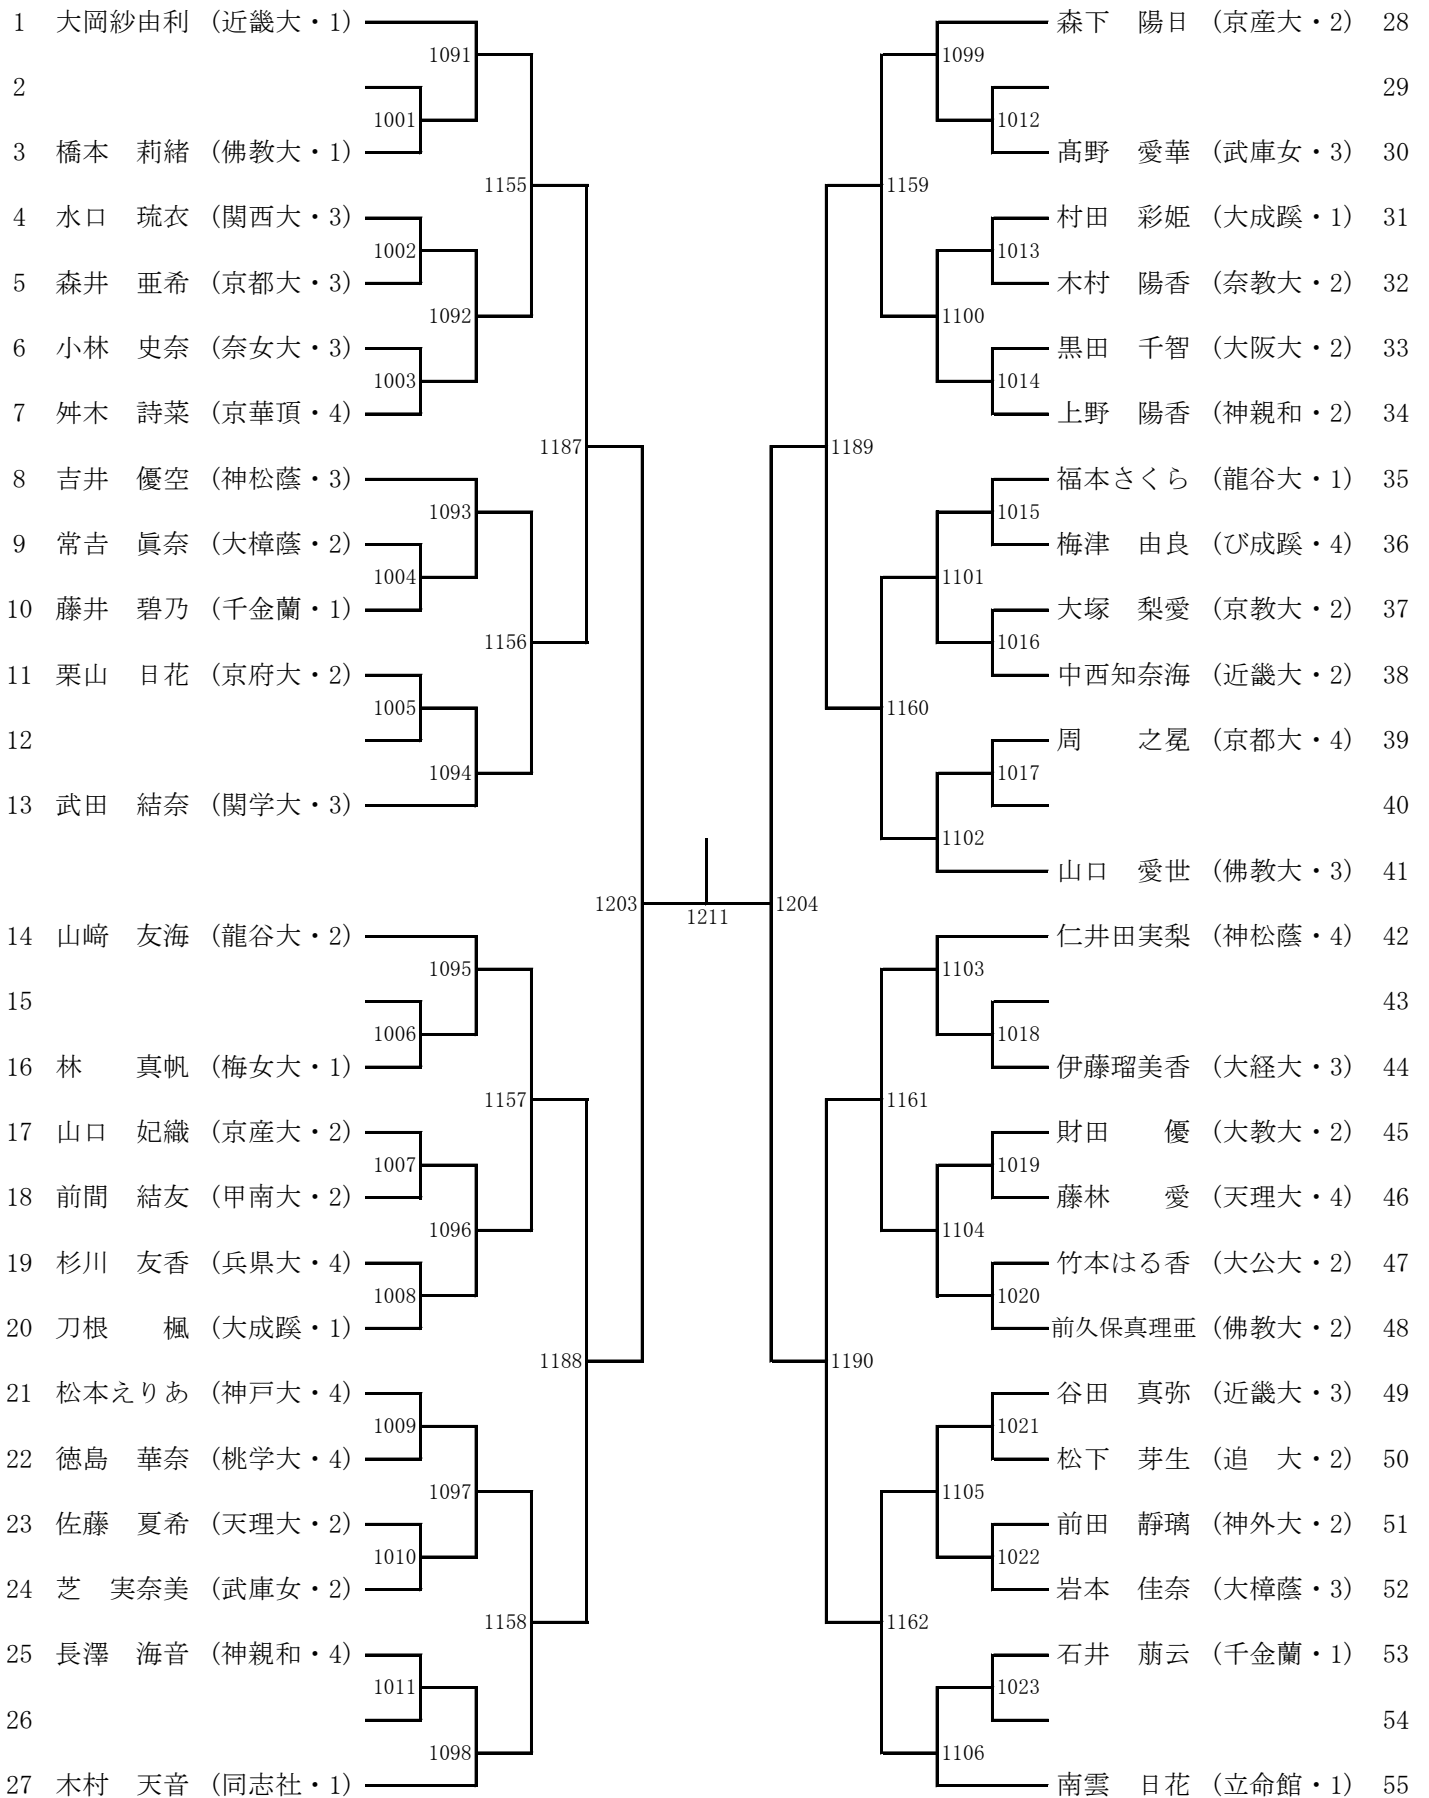 1 大岡紗由利 (近畿大・1)
1091
2
1001
3 橋本 莉緒 (佛教大・1)
1155
4 水口 琉衣 (関西大・3)
1002
5 森井 亜希 (京都大・3)
1092
6 小林 史奈 (奈女大・3)
1003
7 舛木 詩菜 (京華頂・4)
1187
8 吉井 優空 (神松蔭・3)
1093
9 常吉 眞奈 (大樟蔭・2)
1004
10 藤井 碧乃 (千金蘭・1)
1156
11 栗山 日花 (京府大・2)
1005
12
1094
13 武田 結奈 (関学大・3)
1203
14 山﨑 友海 (龍谷大・2)
1095
15
1006
16 林 真帆 (梅女大・1)
1157
17 山口 妃織 (京産大・2)
1007
18 前間 結友 (甲南大・2)
1096
19 杉川 友香 (兵県大・4)
1008
20 刀根 楓 (大成蹊・1)
1188
21 松本えりあ (神戸大・4)
1009
22 徳島 華奈 (桃学大・4)
1097
23 佐藤 夏希 (天理大・2)
1010
24 芝 実奈美 (武庫女・2)
1158
25 長澤 海音 (神親和・4)
1011
26
1098
27 木村 天音 (同志社・1)
1211
森下 陽日 (京産大・2) 28
1099
29
1012
髙野 愛華 (武庫女・3) 30
1159
村田 彩姫 (大成蹊・1) 31
1013
木村 陽香 (奈教大・2) 32
1100
黒田 千智 (大阪大・2) 33
1014
上野 陽香 (神親和・2) 34
1189
福本さくら (龍谷大・1) 35
1015
梅津 由良 (び成蹊・4) 36
1101
大塚 梨愛 (京教大・2) 37
1016
中西知奈海 (近畿大・2) 38
1160
周 之冕 (京都大・4) 39
1017
40
1102
山口 愛世 (佛教大・3) 41
1204
仁井田実梨 (神松蔭・4) 42
1103
43
1018
伊藤瑠美香 (大経大・3) 44
1161
財田 優 (大教大・2) 45
1019
藤林 愛 (天理大・4) 46
1104
竹本はる香 (大公大・2) 47
1020
前久保真理亜 (佛教大・2) 48
1190
谷田 真弥 (近畿大・3) 49
1021
松下 芽生 (追 大・2) 50
1105
前田 靜璃 (神外大・2) 51
1022
岩本 佳奈 (大樟蔭・3) 52
1162
石井 萠云 (千金蘭・1) 53
1023
54
1106
南雲 日花 (立命館・1) 55